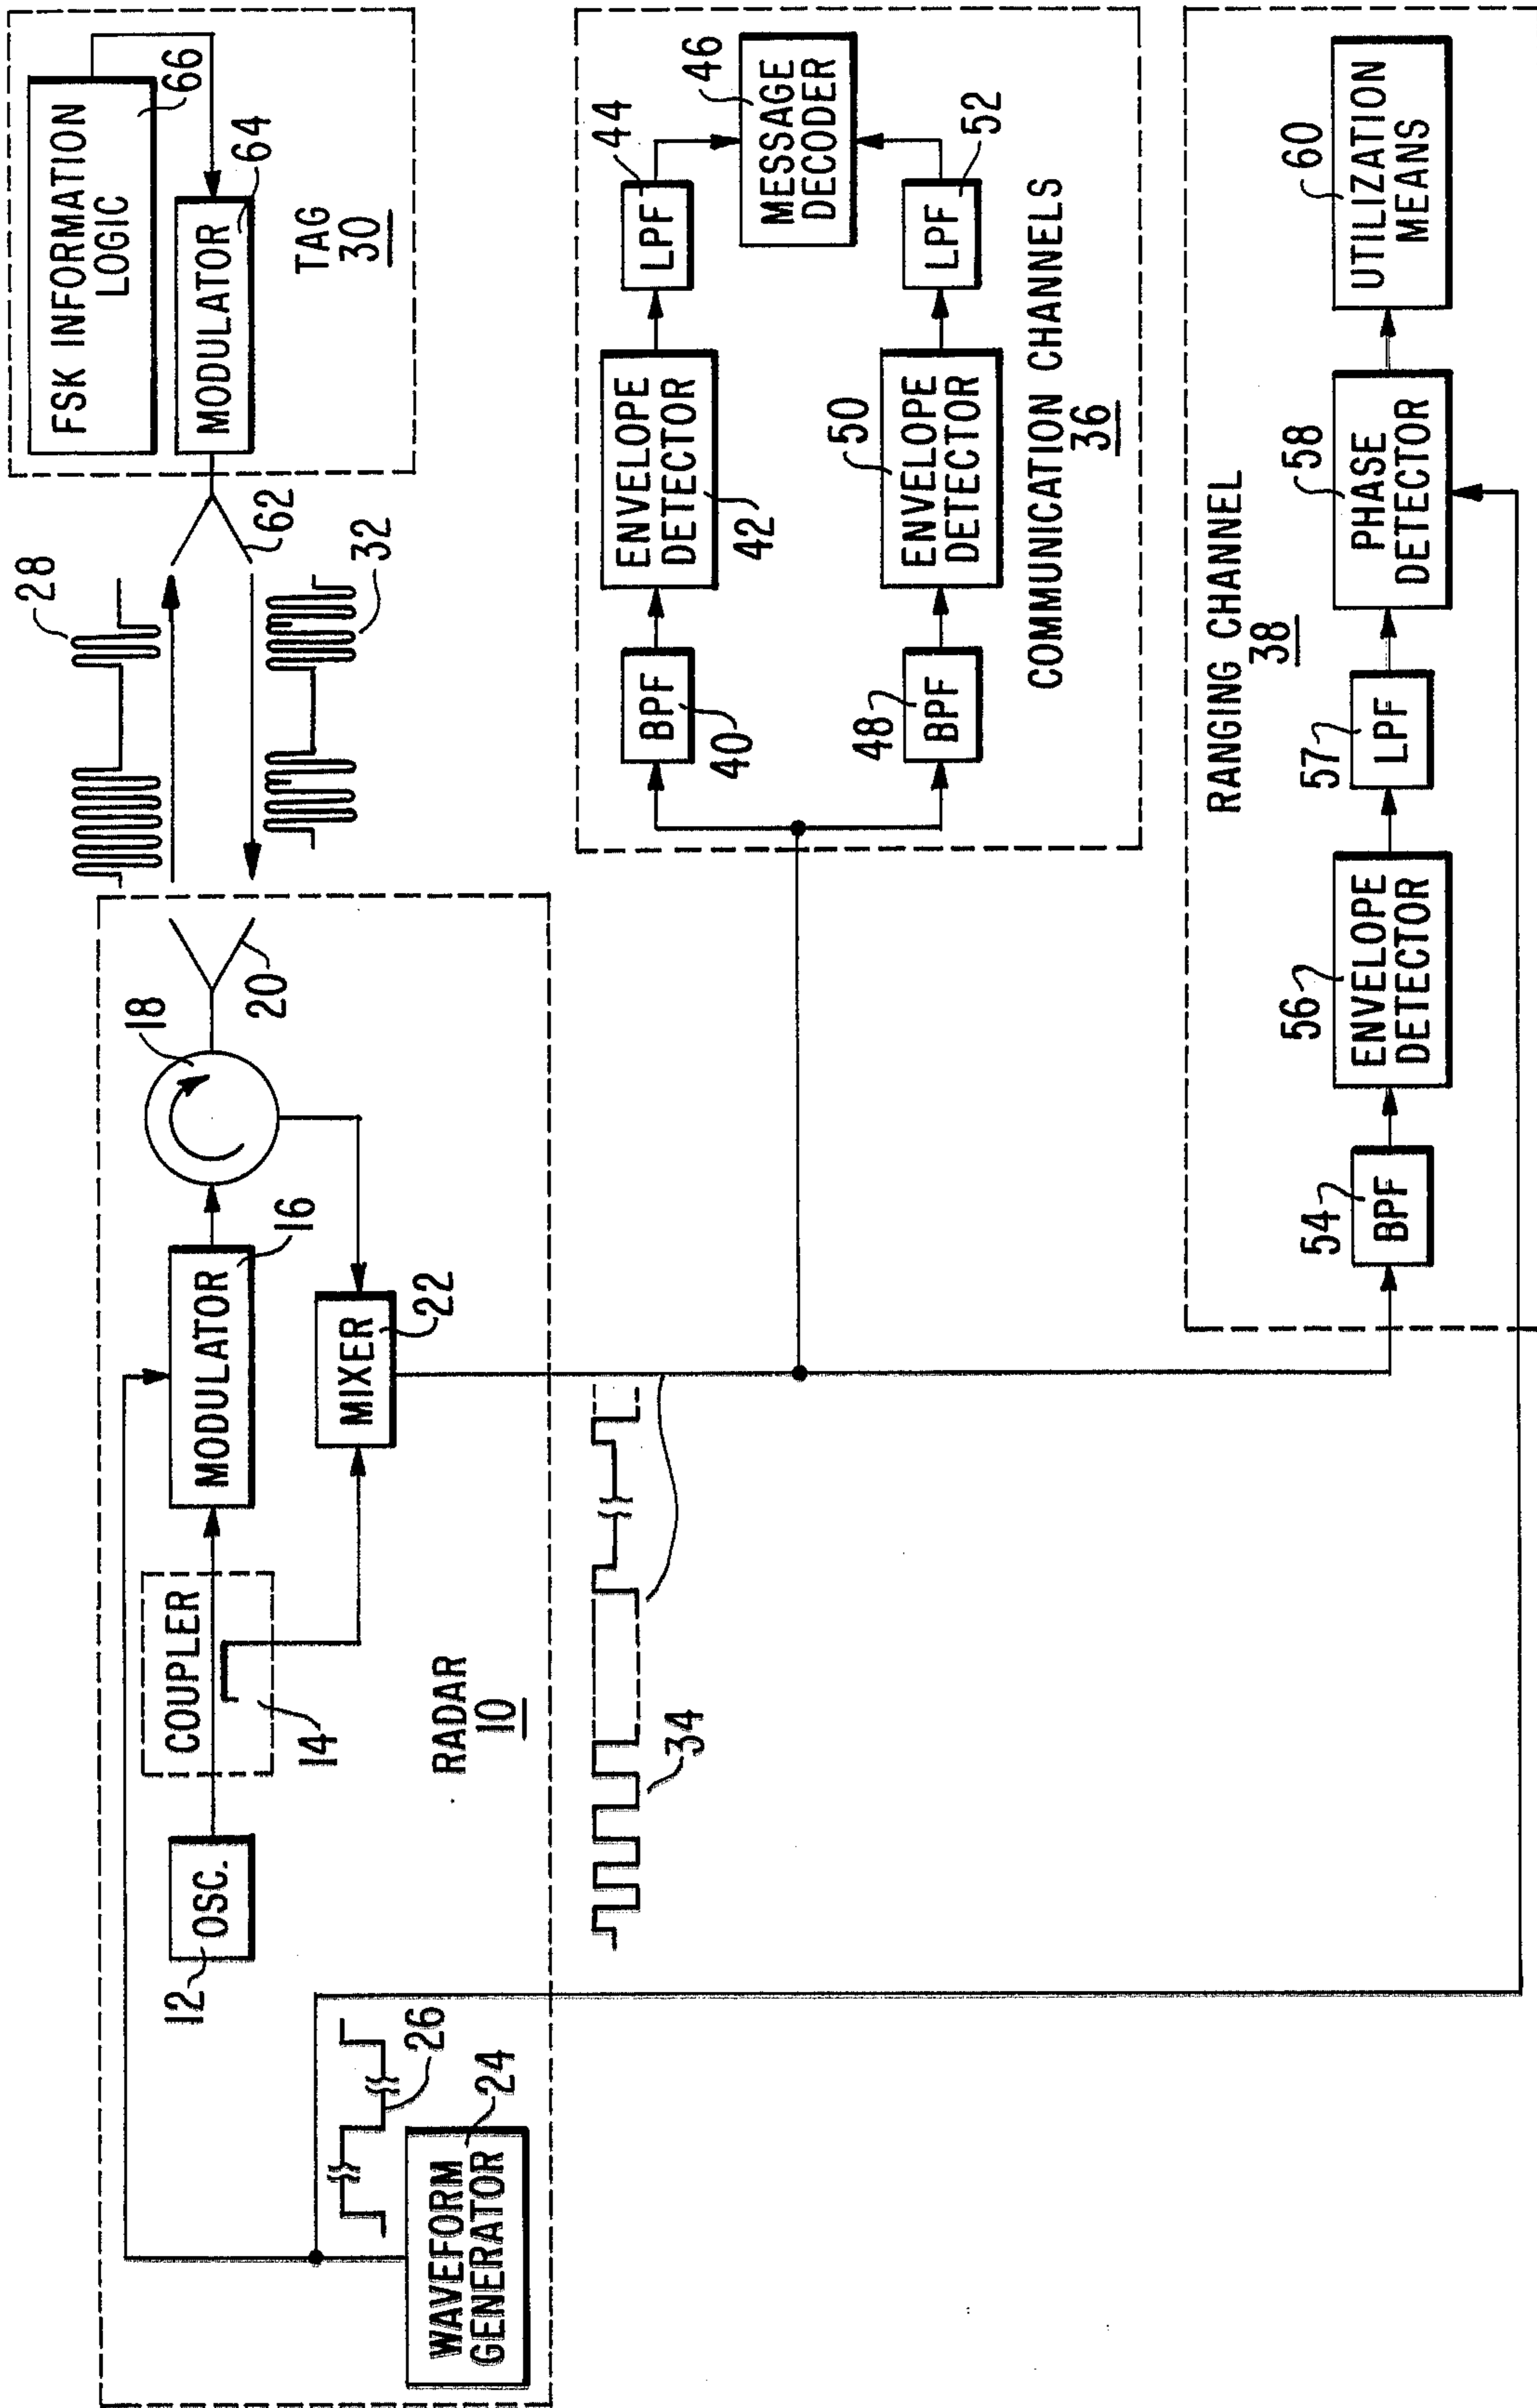 FSK INFORMATION
LOGIC
66
MODULATOR
64
TAG
30
62
28
32
18
20
MODULATOR
16
MIXER
22
COUPLER
14
OSC.
12
RADAR
10
26
WAVEFORM
GENERATOR
24
34
BPF
40
ENVELOPE
DETECTOR
42
LPF
44
MESSAGE
DECODER
46
BPF
48
ENVELOPE
DETECTOR
50
LPF
52
COMMUNICATION CHANNELS
36
RANGING CHANNEL
38
BPF
54
ENVELOPE
DETECTOR
56
LPF
57
PHASE
DETECTOR
58
UTILIZATION
MEANS
60